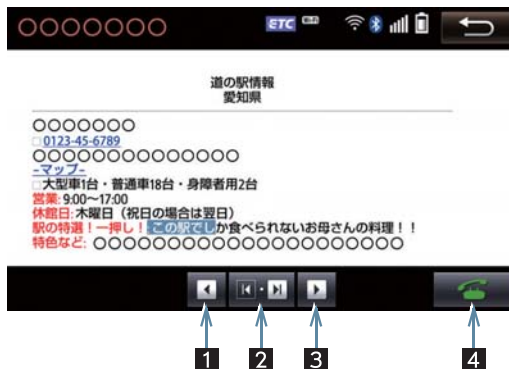 ○○○○○○○ ETC
道の駅情報
愛知県
○○○○○○○
0123-45-6789
○○○○○○○○○○○○○○
-マップ-
大型車1台・普通車18台・身障者用2台
営業: 9:00～17:00
休館日: 木曜日（祝日の場合は翌日）
駅の特選！一押し！: この駅でしか食べられないお母さんの料理！！
特色など: ○○○○○○○○○○○○○○○○○○○○○
1 2 3 4